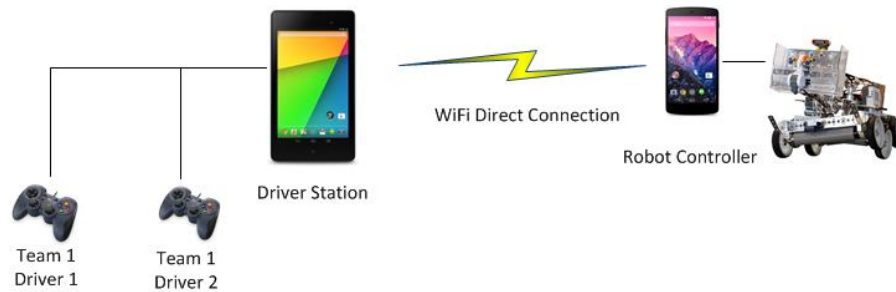 WiFi Direct Connection
Robot Controller
Driver Station
Team 1
Driver 1
Team 1
Driver 2